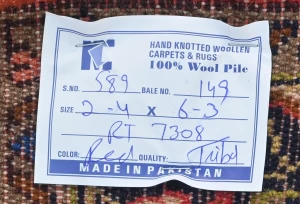 HAND KNOTTED WOOLLEN
CARPETS & RUGS
100% Wool Pile
S.NO. 589 BALE NO. 149
SIZE 2-4 x 6-3
RT 7308
COLOR: Red QUALITY: Tribal
MADE IN PAKISTAN